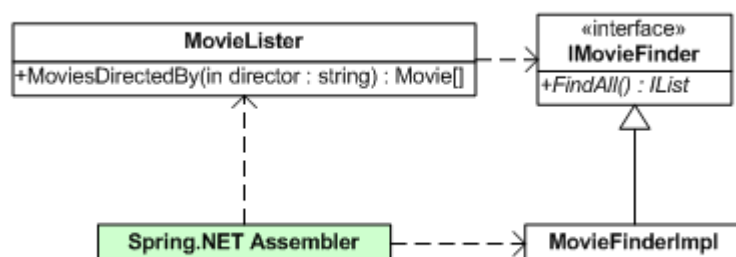 MovieLister
+MoviesDirectedBy(in director : string) : Movie[]
«interface»
IMovieFinder
+FindAll() : IList
Spring.NET Assembler
MovieFinderImpl